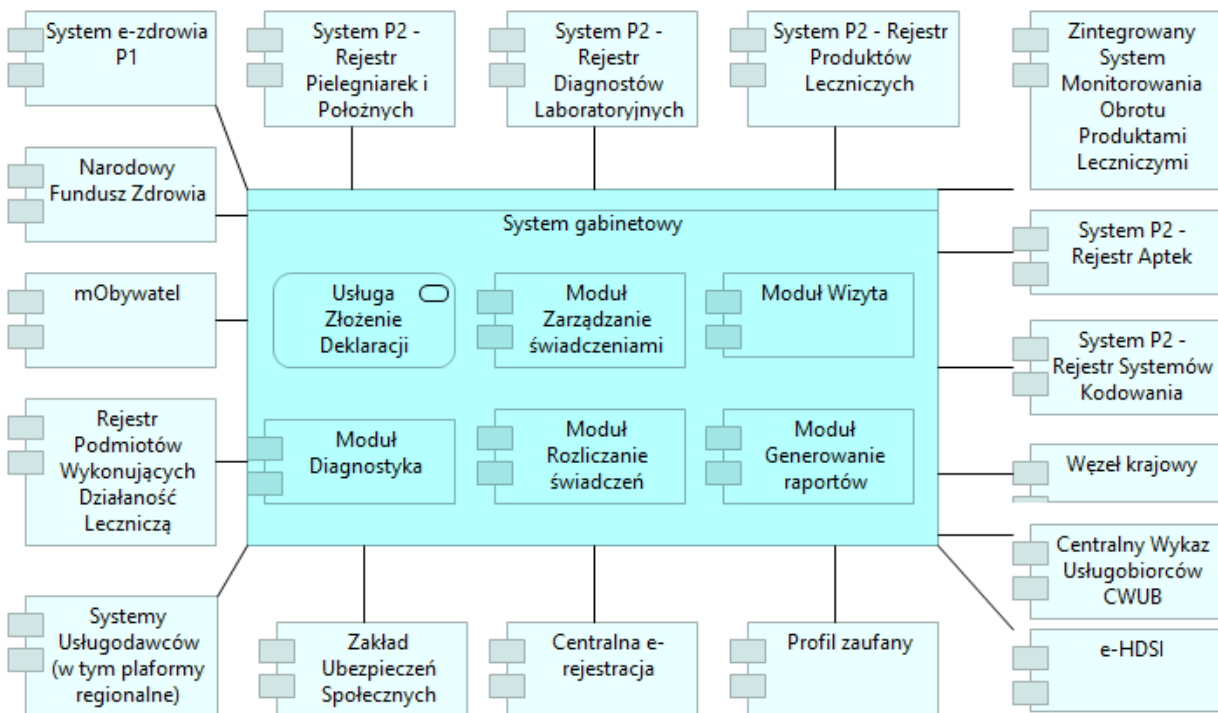 System e-zdrowia
P1
System P2 -
Rejestr
Pielegniarek i
Położnych
System P2 -
Rejestr
Diagnostów
Laboratoryjnych
System P2 - Rejestr
Produktów
Leczniczych
Zintegrowany
System
Monitorowania
Obrotu
Produktami
Leczniczymi
Narodowy
Fundusz Zdrowia
System gabinetowy
System P2 -
Rejestr Aptek
mObywatel
Usługa
Złożenie
Deklaracji
Moduł
Zarządzanie
świadczeniami
Moduł Wizyta
System P2 -
Rejestr Systemów
Kodowania
Rejestr
Podmiotów
Wykonujących
Działaność
Leczniczą
Moduł
Diagnostyka
Moduł
Rozliczanie
świadczeń
Moduł
Generowanie
raportów
Węzeł krajowy
Centralny Wykaz
Usługobiorców
CWUB
Systemy
Usługodawców
(w tym plaformy
regionalne)
Zakład
Ubezpieczeń
Społecznych
Centralna e-
rejestracja
Profil zaufany
e-HDSI